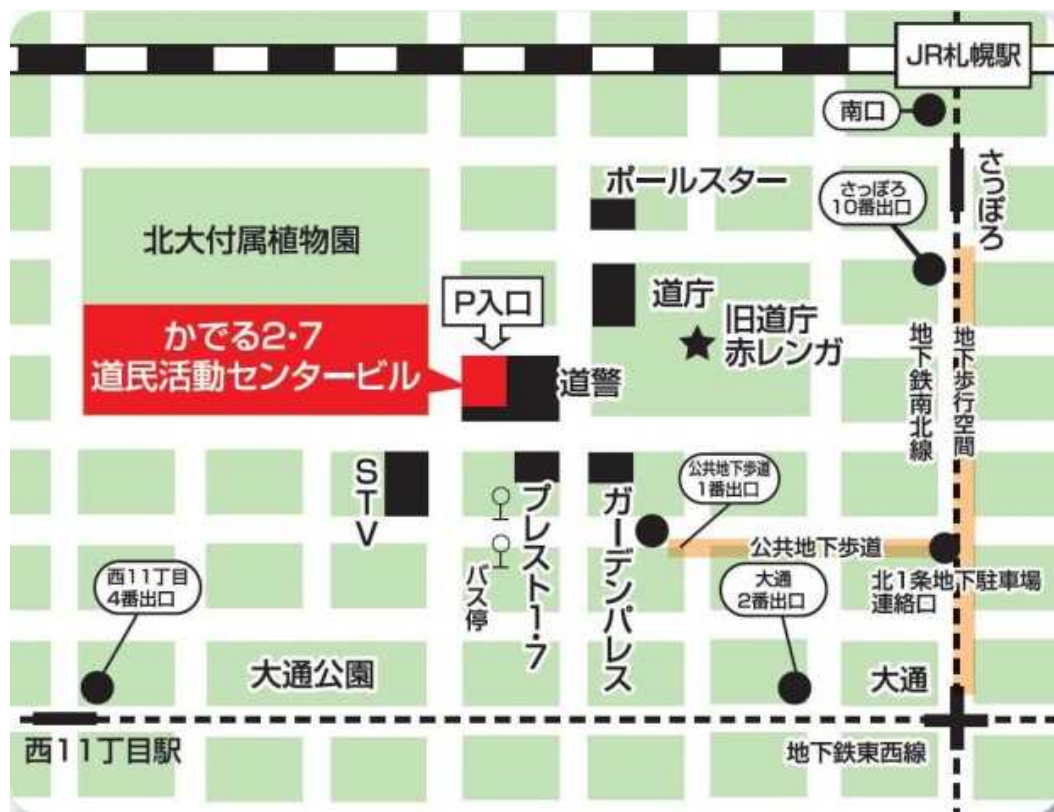 JR札幌駅
南口
さっぽろ
さっぽろ
10番出口
ポールスター
北大付属植物園
P入口
道庁
旧道庁
赤レンガ
かでる2・7
道民活動センタービル
道警
地下鉄南北線
地下歩行空間
STV
プレスト1・7
ガーデンパレス
公共地下歩道
1番出口
公共地下歩道
バス停
西11丁目
4番出口
大通
2番出口
北1条地下駐車場
連絡口
大通公園
大通
西11丁目駅
地下鉄東西線